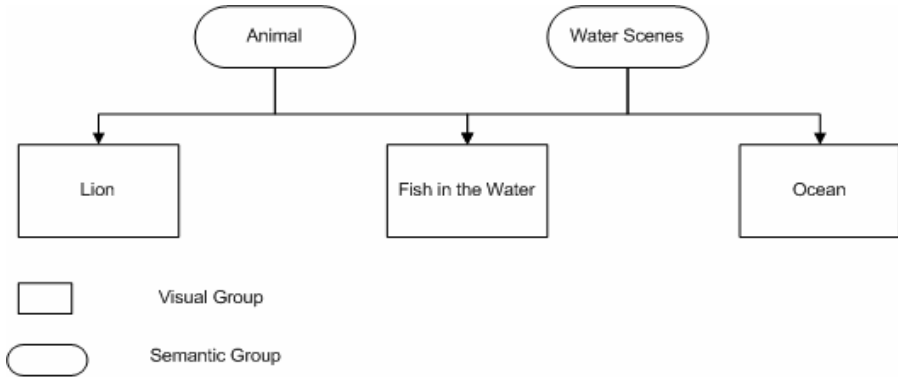 Animal
Water Scenes
Lion
Fish in the Water
Ocean
Visual Group
Semantic Group